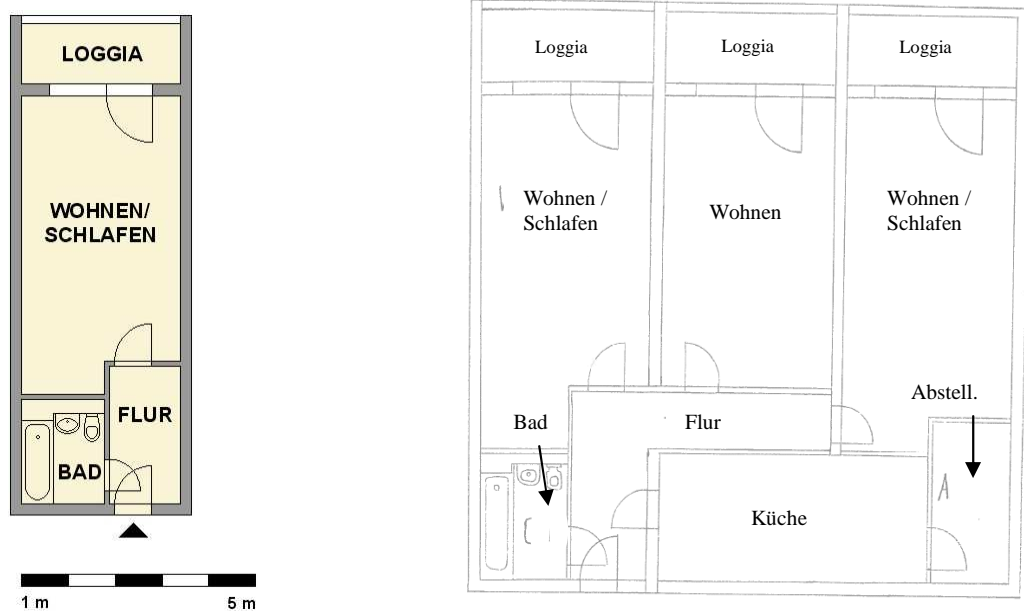 LOGGIA
WOHNEN/
SCHLAFEN
FLUR
BAD
1 m
5 m
Loggia
Loggia
Loggia
Wohnen /
Schlafen
Wohnen
Wohnen /
Schlafen
Abstell.
Bad
Flur
A
Küche